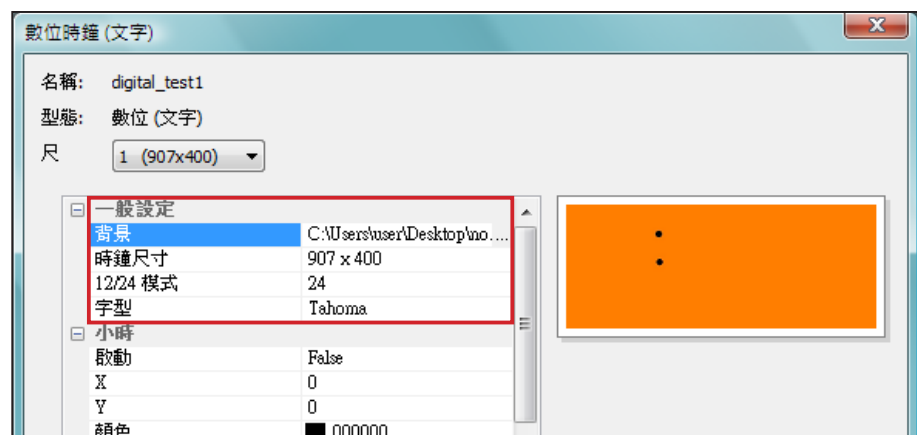 數位時鐘 (文字)
名稱: digital_test1
型態: 數位 (文字)
尺 1 (907x400)
一般設定
背景 C:\Users\user\Desktop\no....
時鐘尺寸 907 x 400
12/24 模式 24
字型 Tahoma
小時
啟動 False
X 0
Y 0
顏色 000000